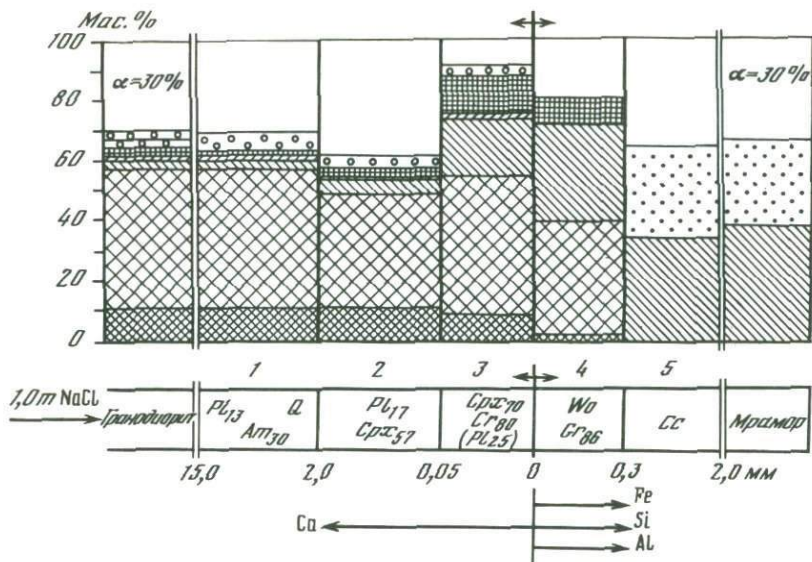 Мас. %
100
α=30%
α=30%
80
60
40
20
0
1 2 3 4 5
1,0m NaCl
Гранодиорит
Pl₁₃ Q
Am₃₀
Pl₁₇
Cpx₅₇
Cpx₇₀
Cr₈₀
(Pl₂₅)
Wo
Gr₈₆
Cc
Мрамор
15,0 2,0 0,05 0 0,3 2,0 мм
Fe
Ca Si
Al